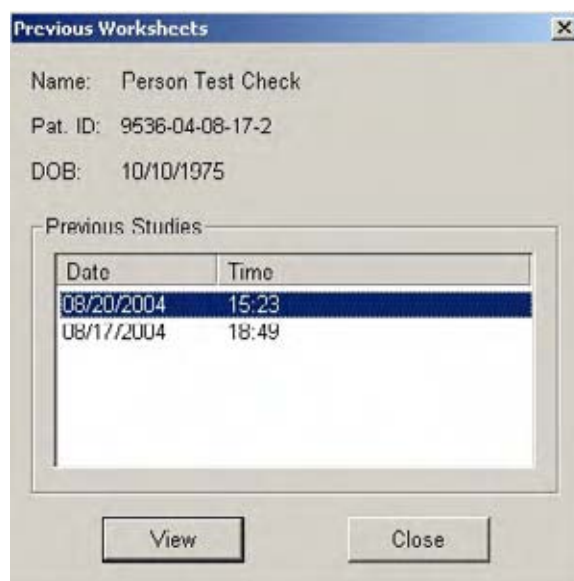 Previous Worksheets
Name: Person Test Check
Pat. ID: 9536-04-08-17-2
DOB: 10/10/1975
Previous Studies
Date Time
08/20/2004 15:23
08/17/2004 18:49
View Close